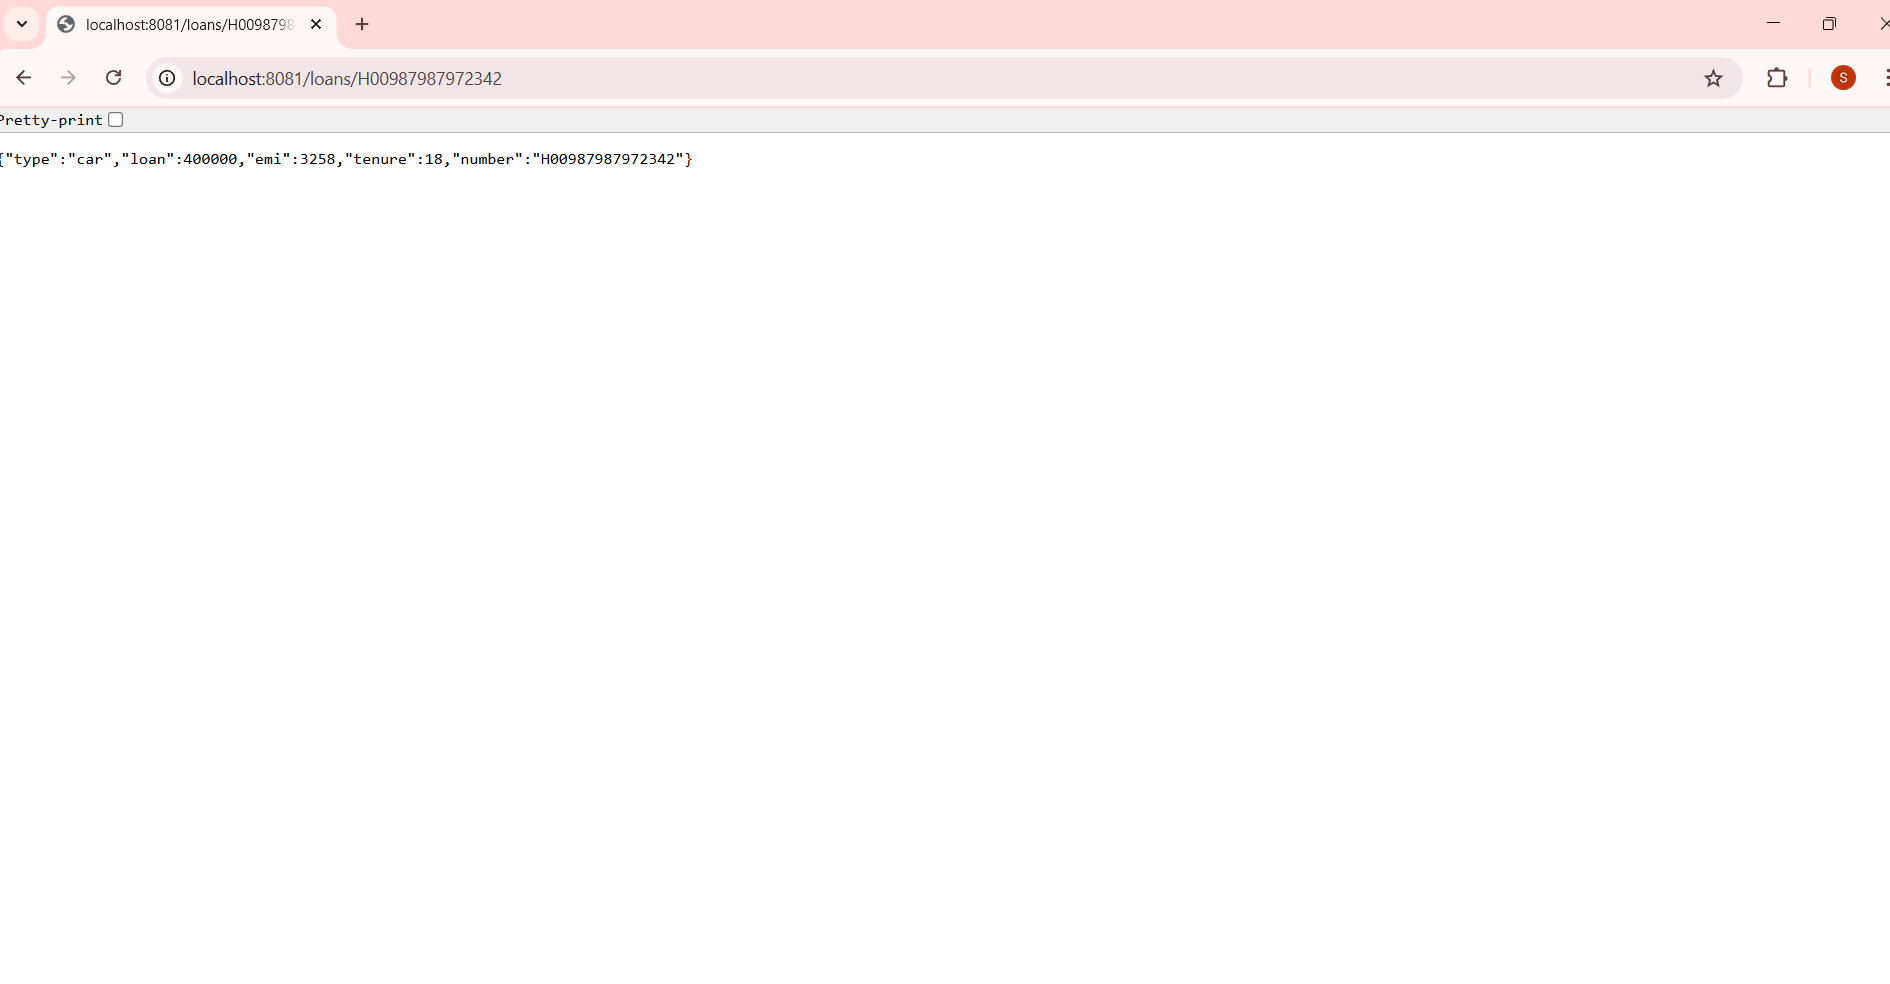 localhost:8081/loans/H0098798
localhost:8081/loans/H00987987972342
S
Pretty-print
{"type":"car","loan":400000,"emi":3258,"tenure":18,"number":"H00987987972342"}